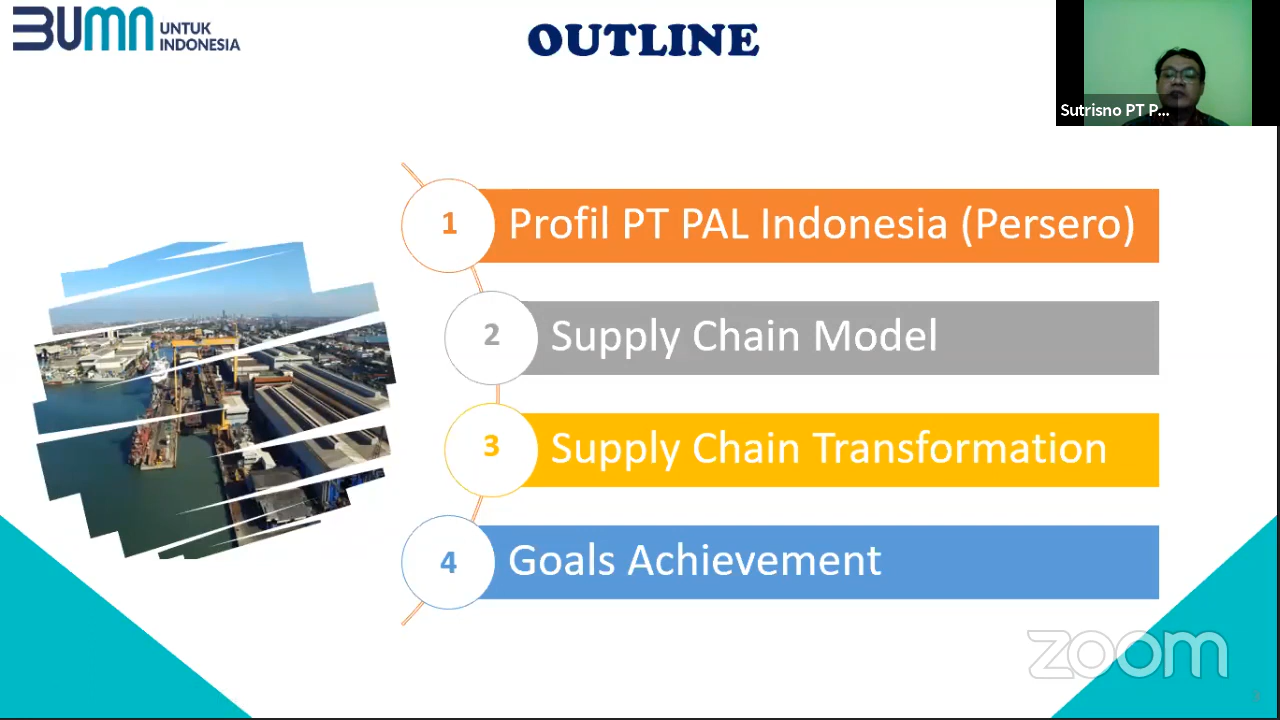 BUMN UNTUK
INDONESIA
OUTLINE
Sutrisno PT P...
1 Profil PT PAL Indonesia (Persero)
2 Supply Chain Model
3 Supply Chain Transformation
4 Goals Achievement
zoom